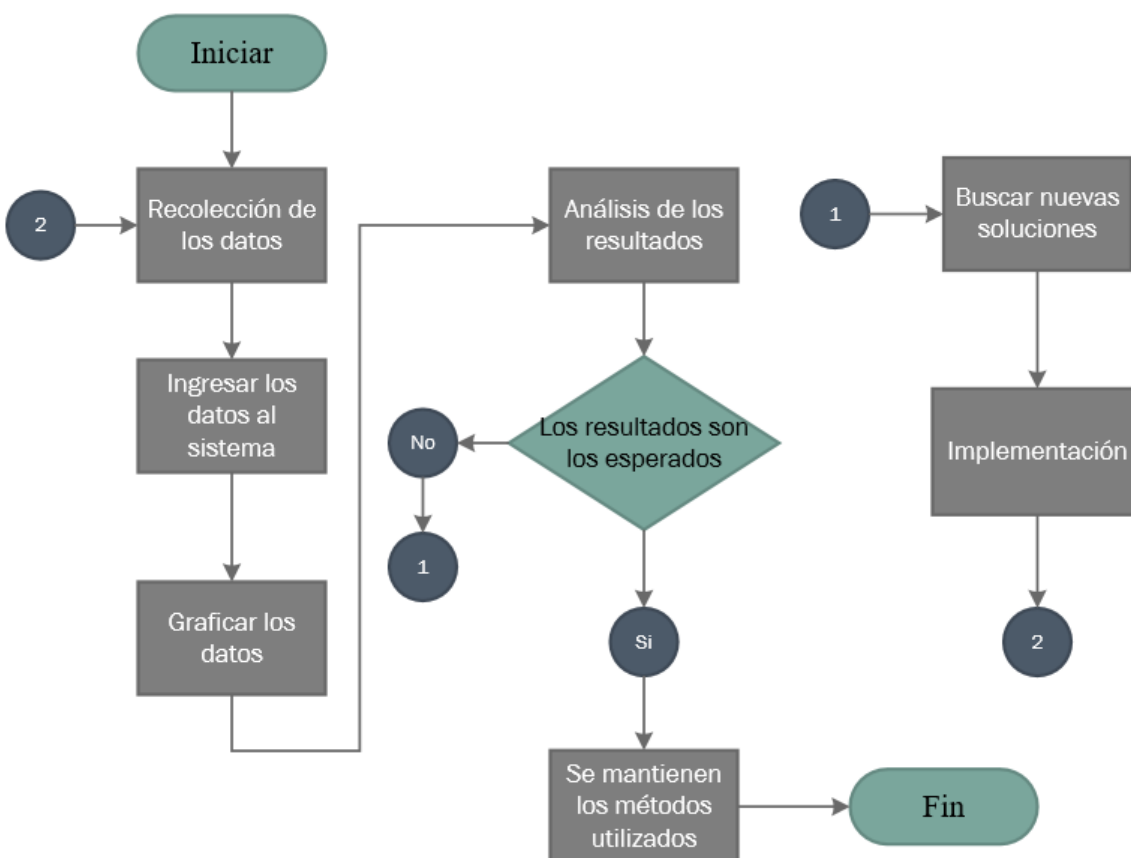 Iniciar
2
Recolección de
los datos
Ingresar los
datos al
sistema
Graficar los
datos
Análisis de los
resultados
Los resultados son
los esperados
No
1
Si
Se mantienen
los métodos
utilizados
Fin
1
Buscar nuevas
soluciones
Implementación
2